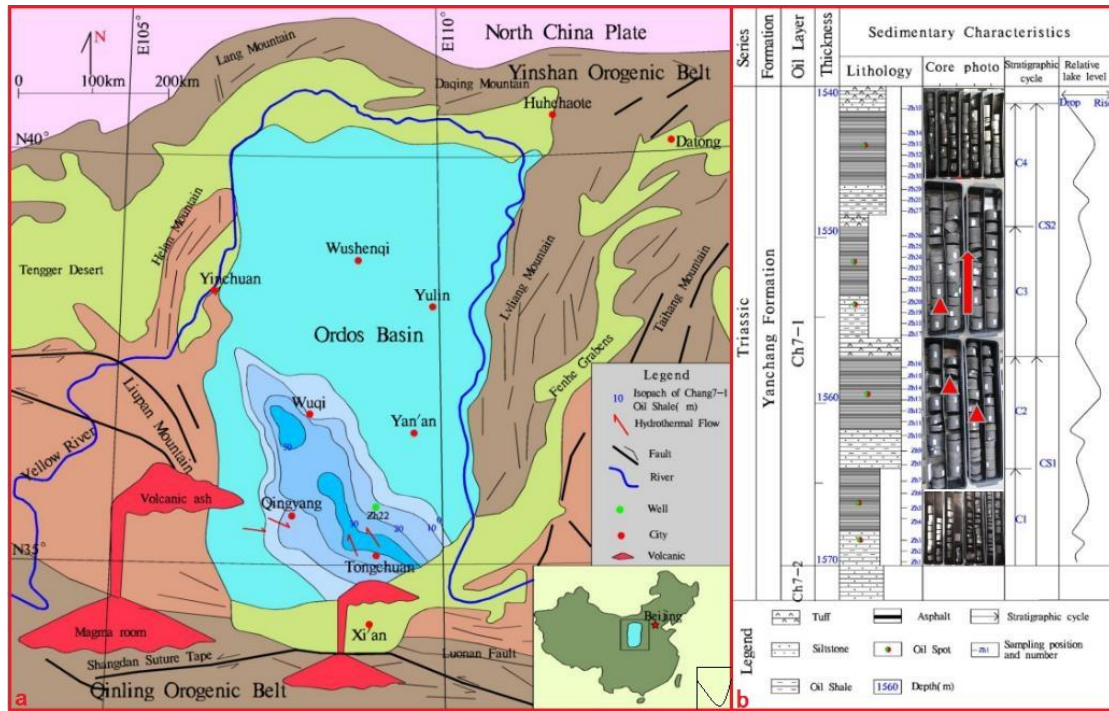 North China Plate
E105°
E110°
N
Lang Mountain
Yinshan Orogenic Belt
0 100km 200km
Daqing Mountain
Huhehaote
N40°
Datong
Helan Mountain
Tengger Desert
Wushenqi
Yinchuan
Yulin
Lvliang Mountain
Taihang Mountain
Ordos Basin
Fenhe Grabens
Liupan Mountain
Wuqi
Yan'an
Yellow River
Volcanic ash
Qingyang
Zh22
20
10
N35°
Tongchuan
Magma room
Xi'an
Shangdan Suture Tape
Luonan Fault
Qinling Orogenic Belt
Legend
10 Isopach of Chang7-1
Oil Shale( m)
Hydrothermal Flow
Fault
River
Well
City
Volcanic
Beijing
a
b
Series
Formation
Oil Layer
Thickness
Sedimentary Characteristics
Lithology
Core photo
Stratigraphic
cycle
Relative
lake level
Drop Rise
Triassic
Yanchang Formation
Ch7-1
Ch7-2
1540
1550
1560
1570
C4
CS2
C3
C2
CS1
C1
Legend
Tuff
Asphalt
Stratigraphic cycle
Siltstone
Oil Spot
Zh1 Sampling position
and number
Oil Shale
1560 Depth(m)